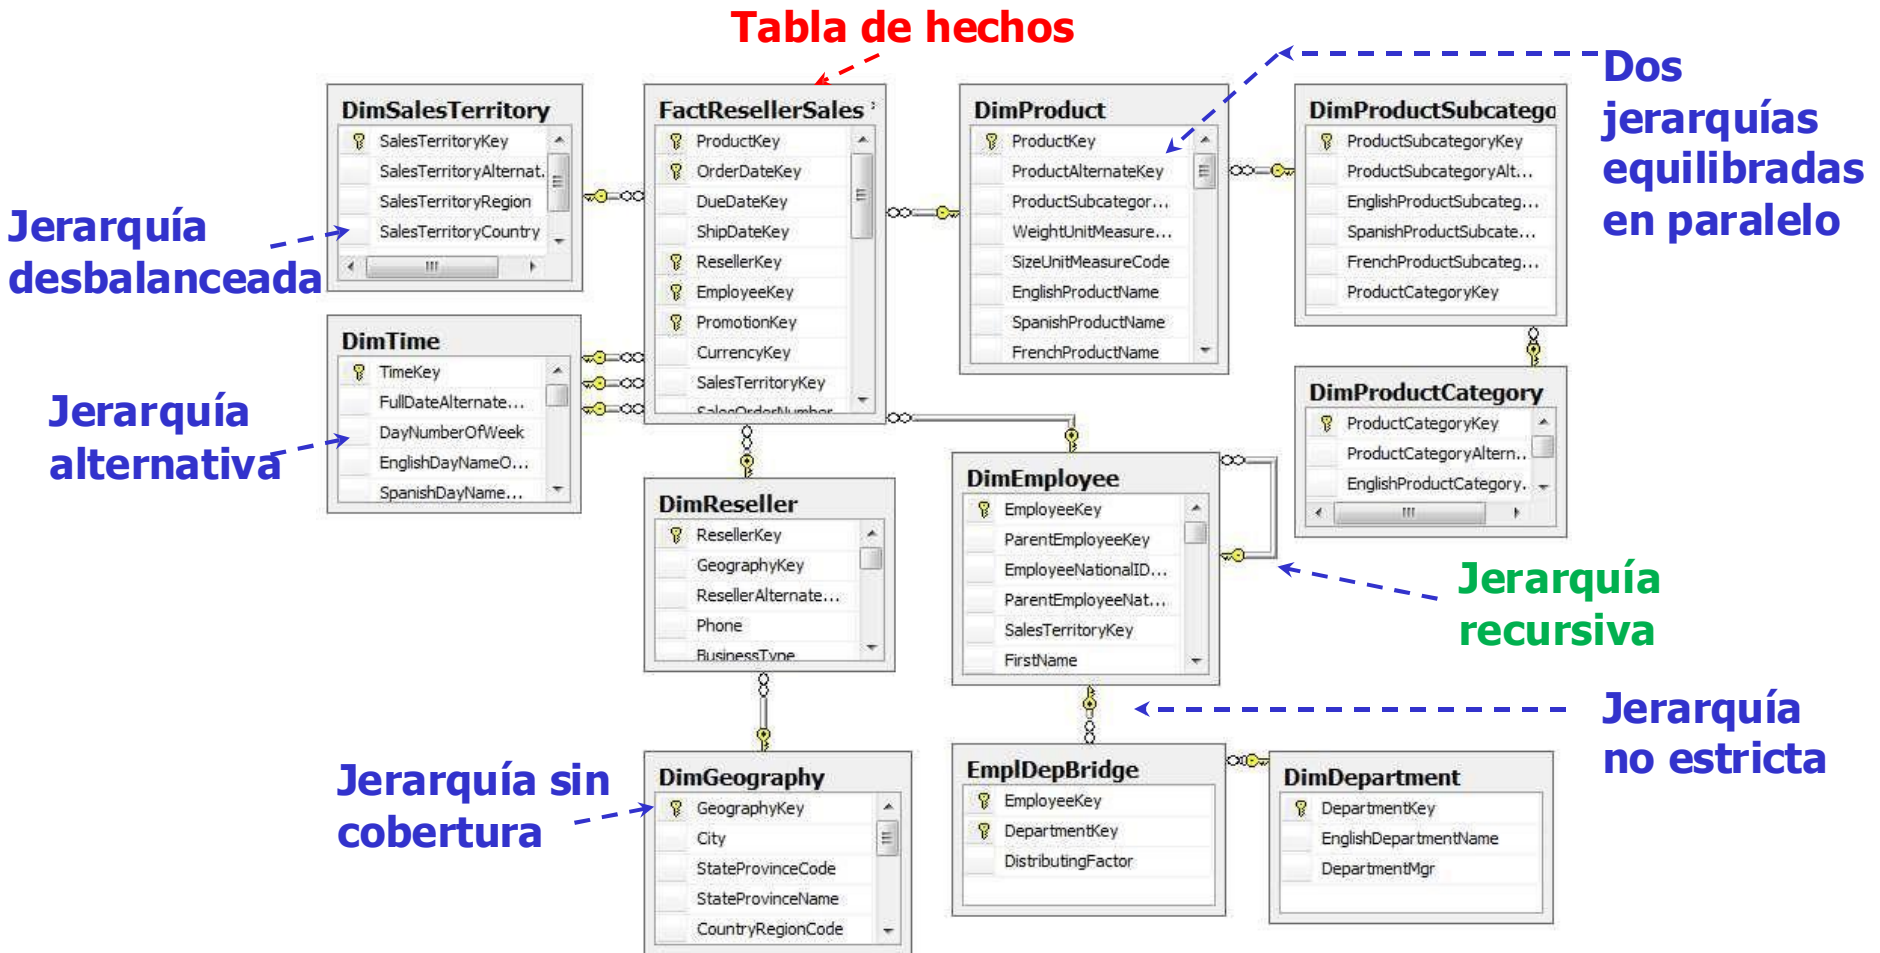 Tabla de hechos
Dos
jerarquías
equilibradas
en paralelo
DimSalesTerritory
SalesTerritoryKey
SalesTerritoryAlternat.
SalesTerritoryRegion
SalesTerritoryCountry
FactResellerSales
ProductKey
OrderDateKey
DueDateKey
ShipDateKey
ResellerKey
EmployeeKey
PromotionKey
CurrencyKey
SalesTerritoryKey
SalesOrderNumber
DimProduct
ProductKey
ProductAlternateKey
ProductSubcategor...
WeightUnitMeasure...
SizeUnitMeasureCode
EnglishProductName
SpanishProductName
FrenchProductName
DimProductSubcatego
ProductSubcategoryKey
ProductSubcategoryAlt...
EnglishProductSubcateg...
SpanishProductSubcate...
FrenchProductSubcateg...
ProductCategoryKey
Jerarquía
desbalanceada
DimTime
TimeKey
FullDateAlternate...
DayNumberOfWeek
EnglishDayNameO...
SpanishDayName...
Jerarquía
alternativa
DimProductCategory
ProductCategoryKey
ProductCategoryAltern..
EnglishProductCategory.
DimReseller
ResellerKey
GeographyKey
ResellerAlternate...
Phone
BusinessType
DimEmployee
EmployeeKey
ParentEmployeeKey
EmployeeNationalID...
ParentEmployeeNat...
SalesTerritoryKey
FirstName
Jerarquía
recursiva
Jerarquía
no estricta
Jerarquía sin
cobertura
DimGeography
GeographyKey
City
StateProvinceCode
StateProvinceName
CountryRegionCode
EmplDepBridge
EmployeeKey
DepartmentKey
DistributingFactor
DimDepartment
DepartmentKey
EnglishDepartmentName
DepartmentMgr